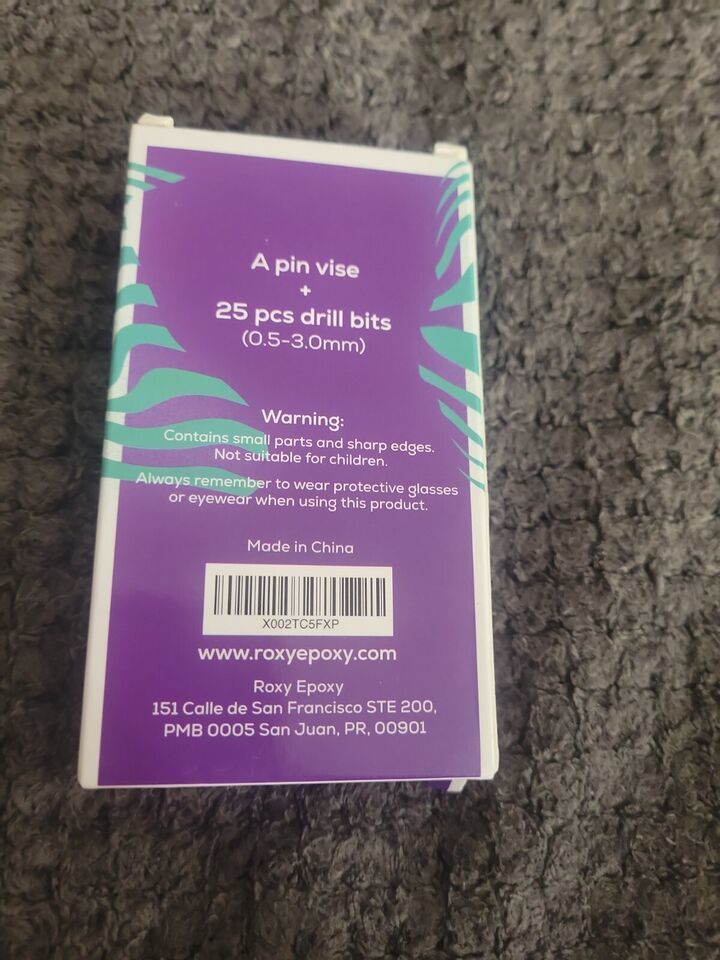 A pin vise
+
25 pcs drill bits
(0.5-3.0mm)
Warning:
Contains small parts and sharp edges.
Not suitable for children.
Always remember to wear protective glasses
or eyewear when using this product.
Made in China
X002TC5FXP
www.roxyepoxy.com
Roxy Epoxy
151 Calle de San Francisco STE 200,
PMB 0005 San Juan, PR, 00901